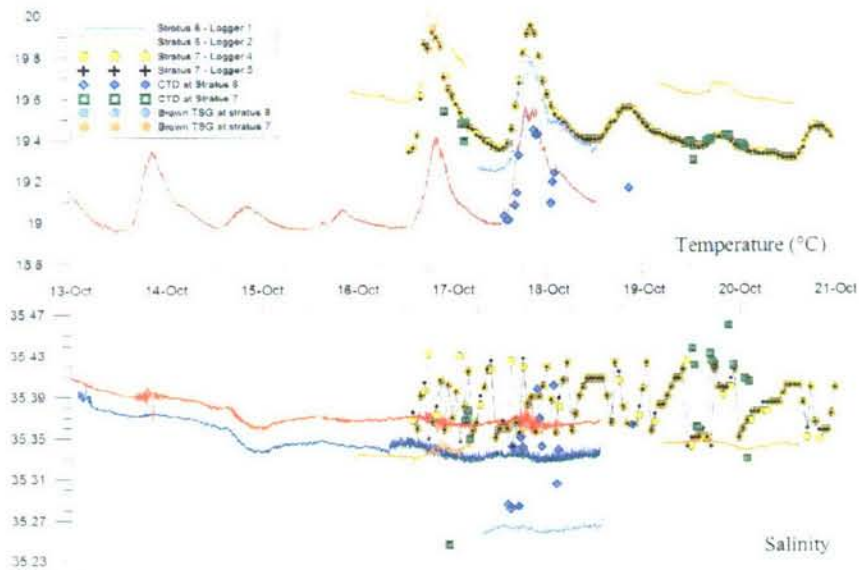 20
19.8
19.6
19.4
19.2
19
18.8
Stratus 6 - Logger 1
Stratus 6 - Logger 2
Stratus 7 - Logger 4
Stratus 7 - Logger 5
CTD at Stratus 6
CTD at Stratus 7
Brown TSG at stratus 6
Brown TSG at stratus 7
Temperature (°C)
13-Oct 14-Oct 15-Oct 16-Oct 17-Oct 18-Oct 19-Oct 20-Oct 21-Oct
35.47
35.43
35.39
35.35
35.31
35.27
35.23
Salinity